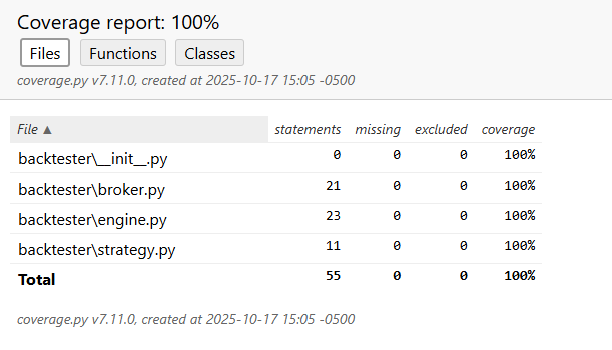 Coverage report: 100%
Files Functions Classes
coverage.py v7.11.0, created at 2025-10-17 15:05 -0500
File ▲ statements missing excluded coverage
backtester\__init__.py 0 0 0 100%
backtester\broker.py 21 0 0 100%
backtester\engine.py 23 0 0 100%
backtester\strategy.py 11 0 0 100%
Total 55 0 0 100%
coverage.py v7.11.0, created at 2025-10-17 15:05 -0500